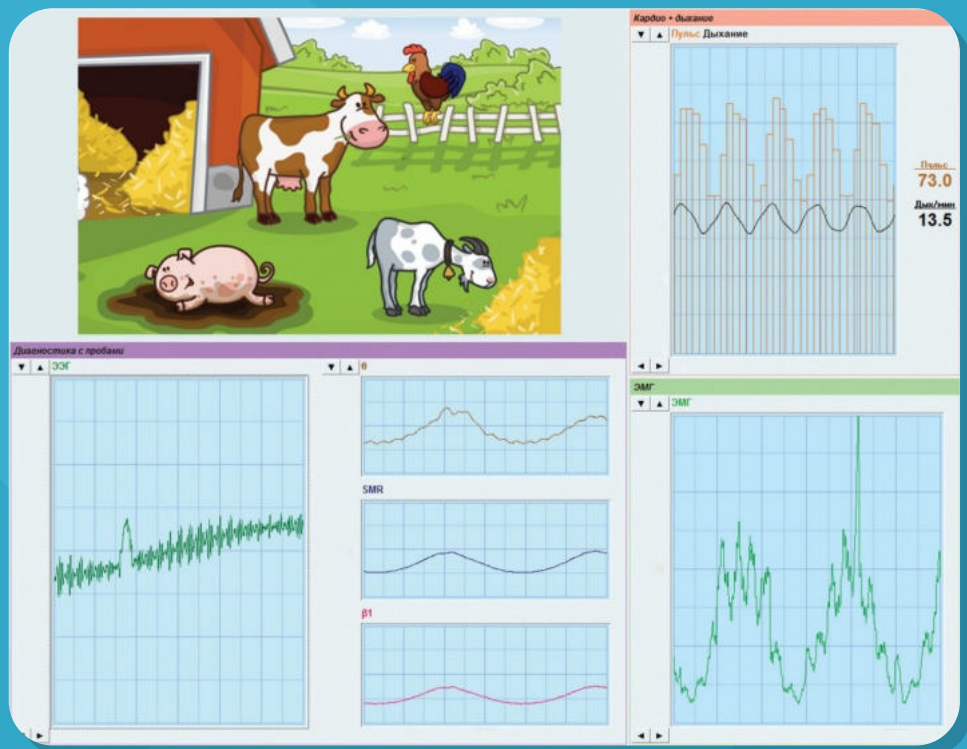 Кардио + дыхание
Пульс Дыхание
Пульс
73.0
Дых/мин
13.5
Диагностика с пробами
ЭЭГ
θ
SMR
β1
ЭМГ
ЭМГ